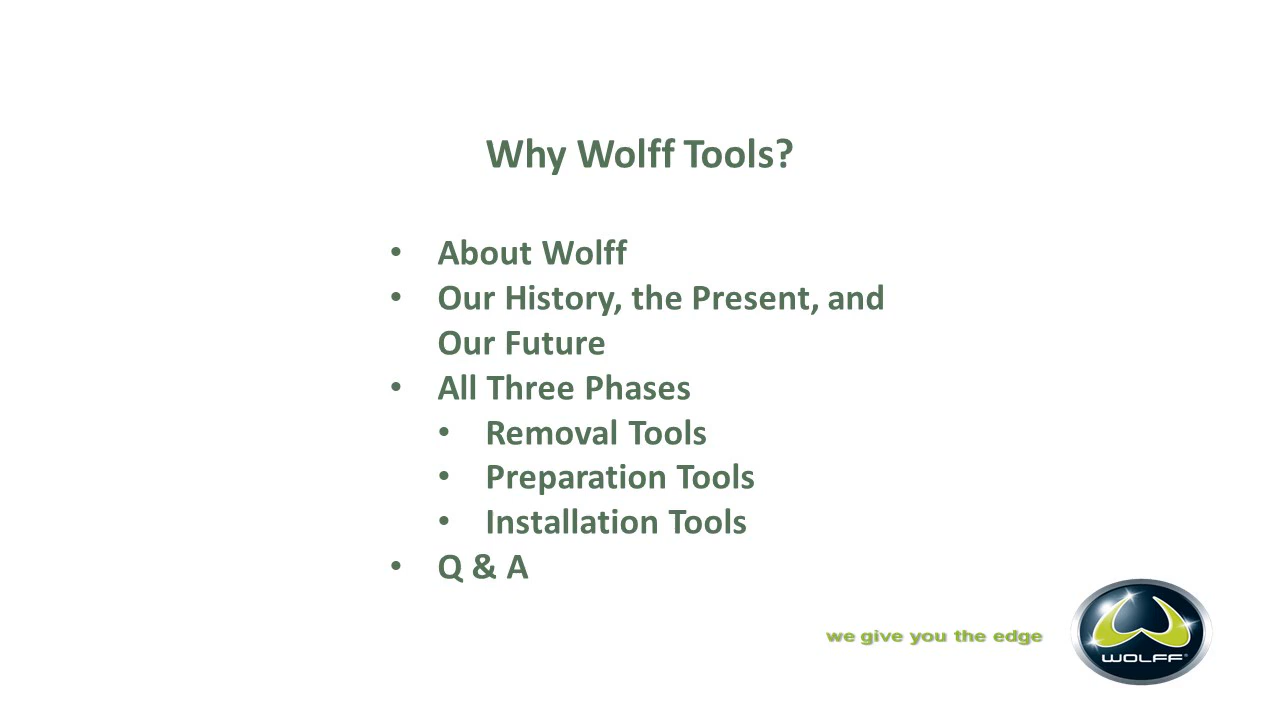 Why Wolff Tools?
• About Wolff
• Our History, the Present, and
Our Future
• All Three Phases
• Removal Tools
• Preparation Tools
• Installation Tools
• Q & A
we give you the edge
WOLFF®